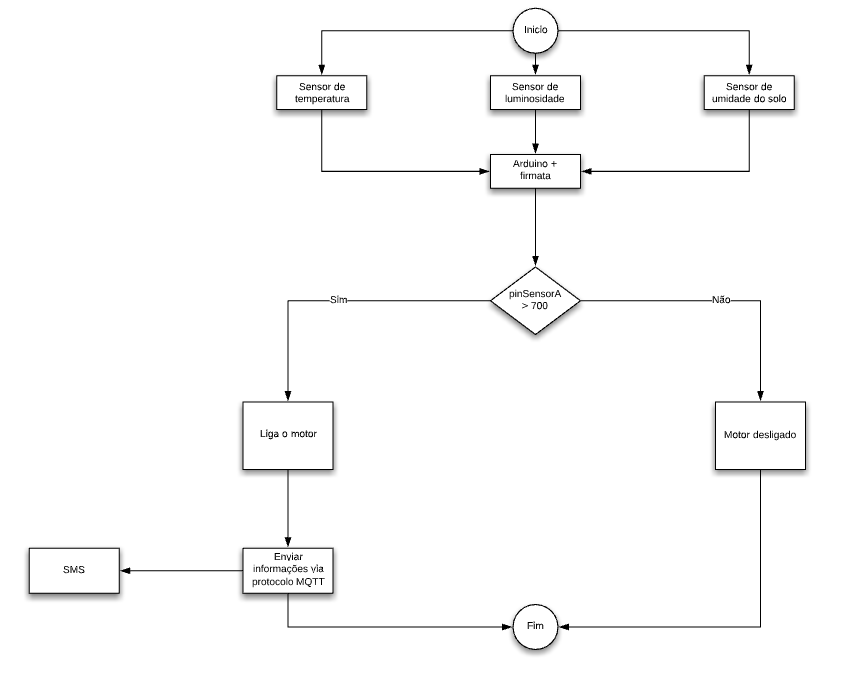 Inicio
Sensor de
temperatura
Sensor de
luminosidade
Sensor de
umidade do solo
Arduino +
firmata
pinSensorA
> 700
Sim
Não
Liga o motor
Motor desligado
Enviar
informações via
protocolo MQTT
SMS
Fim